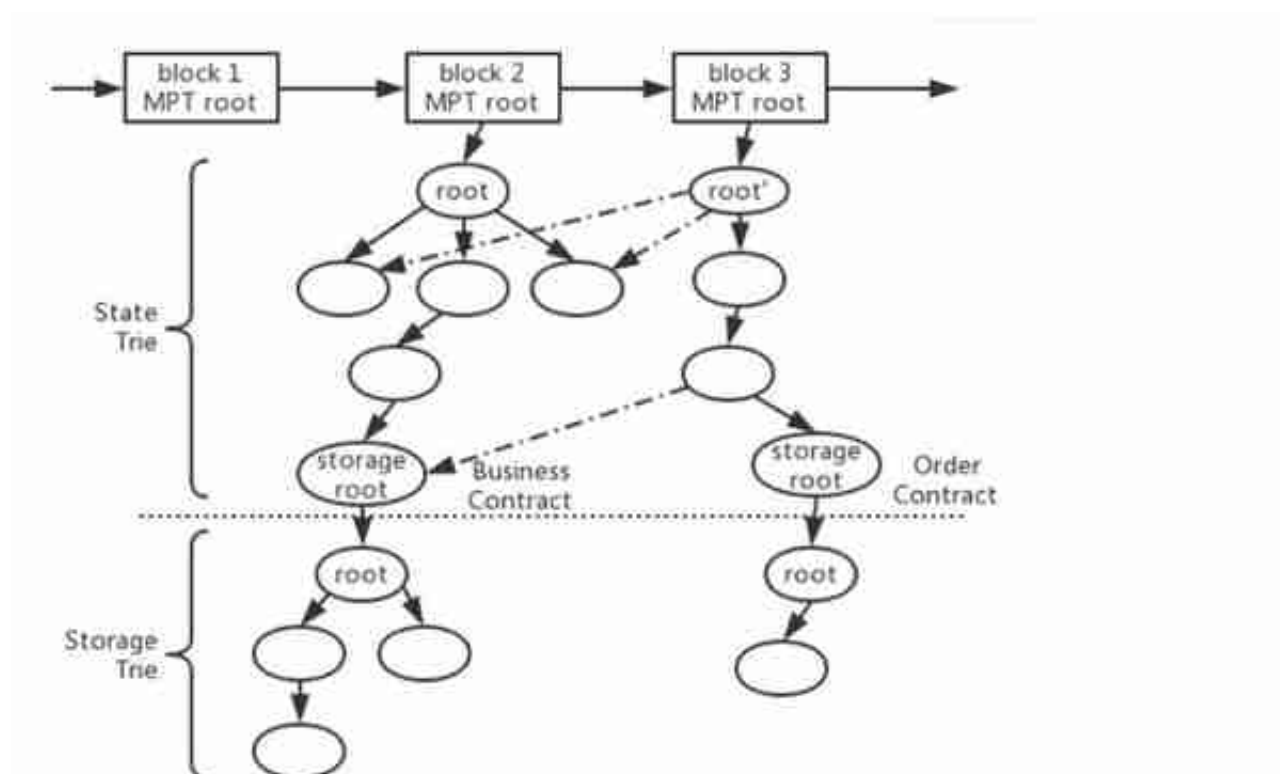 block 1
MPT root
block 2
MPT root
block 3
MPT root
root
root'
State
Trie
storage
root
Business
Contract
storage
root
Order
Contract
root
root
Storage
Trie